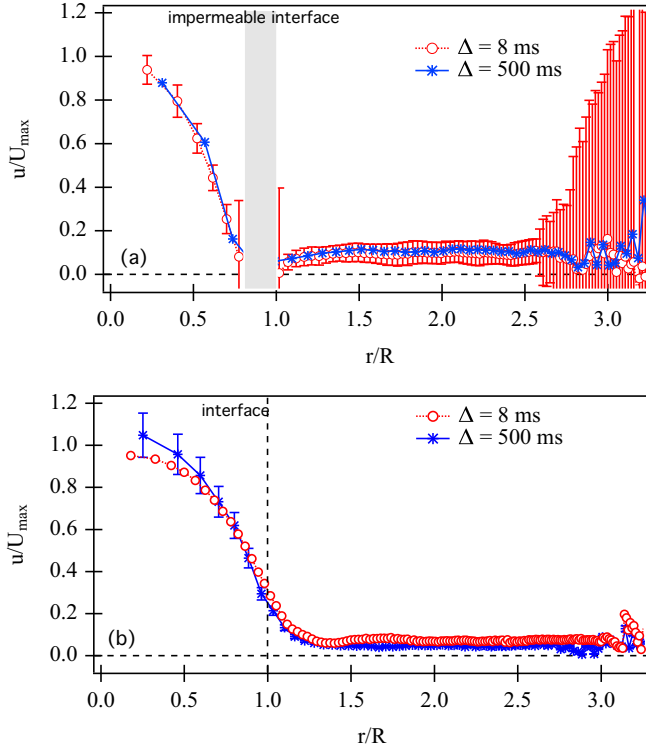 impermeable interface
1.2
1.0
0.8
0.6
0.4
0.2
0.0
u/Umax
Δ = 8 ms
Δ = 500 ms
(a)
0.0 0.5 1.0 1.5 2.0 2.5 3.0
r/R
interface
1.2
1.0
0.8
0.6
0.4
0.2
0.0
u/Umax
Δ = 8 ms
Δ = 500 ms
(b)
0.0 0.5 1.0 1.5 2.0 2.5 3.0
r/R